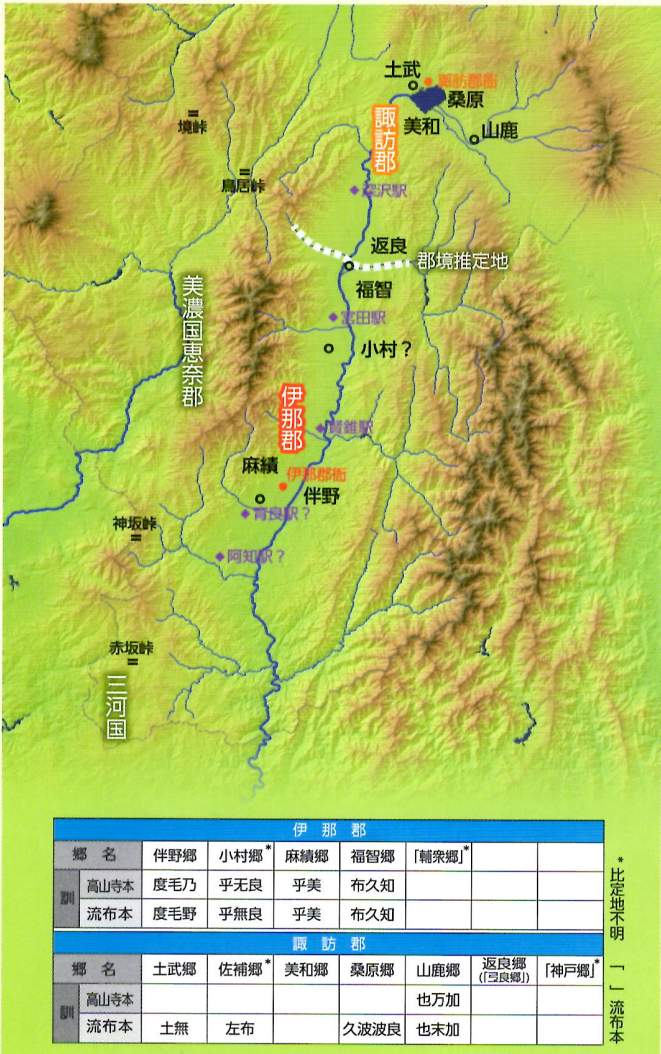 土武
諏訪郡衙
桑原
美和
山鹿
境峠
諏訪郡
鳥居峠
深沢駅
返良
郡境推定地
福智
美濃国恵奈郡
宮田駅
小村？
伊那郡
賢錐駅
麻績
伊那郡衙
伴野
育良駅？
神坂峠
阿知駅？
赤坂峠
三河国
伊那郡
郷名 伴野郷 小村郷* 麻績郷 福智郷 「輔衆郷」*
訓 高山寺本 度毛乃 乎无良 乎美 布久知
流布本 度毛野 乎無良 乎美 布久知
諏訪郡
郷名 土武郷 佐補郷* 美和郷 桑原郷 山鹿郷 返良郷 (「弖良郷」) 「神戸郷」*
訓 高山寺本 也万加
流布本 土無 左布 久波波良 也末加
*比定地不明 「 」流布本